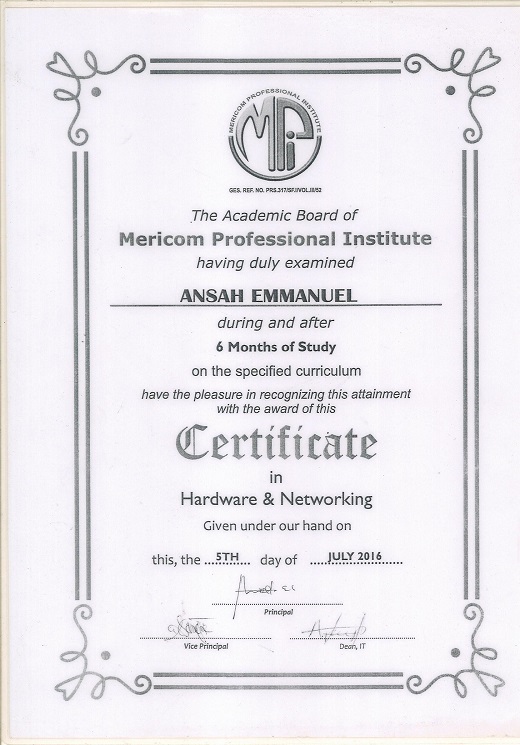 MERICOM PROFESSIONAL INSTITUTE
MPi
GES. REF. NO. PRS.317/SF.I/VOL.III/52
The Academic Board of
Mericom Professional Institute
having duly examined
ANSAH EMMANUEL
during and after
6 Months of Study
on the specified curriculum
have the pleasure in recognizing this attainment
with the award of this
Certificate
in
Hardware & Networking
Given under our hand on
this, the ....5TH.... day of ....JULY 2016....
Principal
Vice Principal
Dean, IT